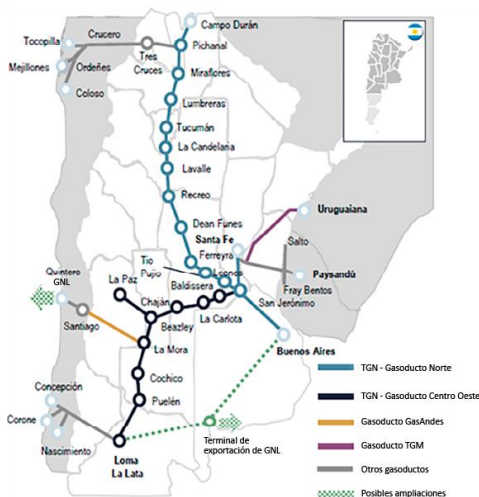 Campo Durán
Crucero
Tocopilla
Pichanal
Tres
Cruces
Mejillones
Ordeñes
Miraflores
Coloso
Lumbreras
Tucumán
La Candelaria
Lavalle
Recreo
Uruguaiana
Dean Funes
Santa Fe
Salto
Tio
Pujio
Ferreyra
Leones
Quintero
GNL
La Paz
Baldissera
Paysandú
Fray Bentos
Chaján
San Jerónimo
Santiago
Beazley
La Carlota
La Mora
Buenos Aires
Cochico
Concepción
Puelén
Corone
Nascimiento
Loma
La Lata
Terminal de
exportación de GNL
TGN - Gasoducto Norte
TGN - Gasoducto Centro Oeste
Gasoducto GasAndes
Gasoducto TGM
Otros gasoductos
Posibles ampliaciones